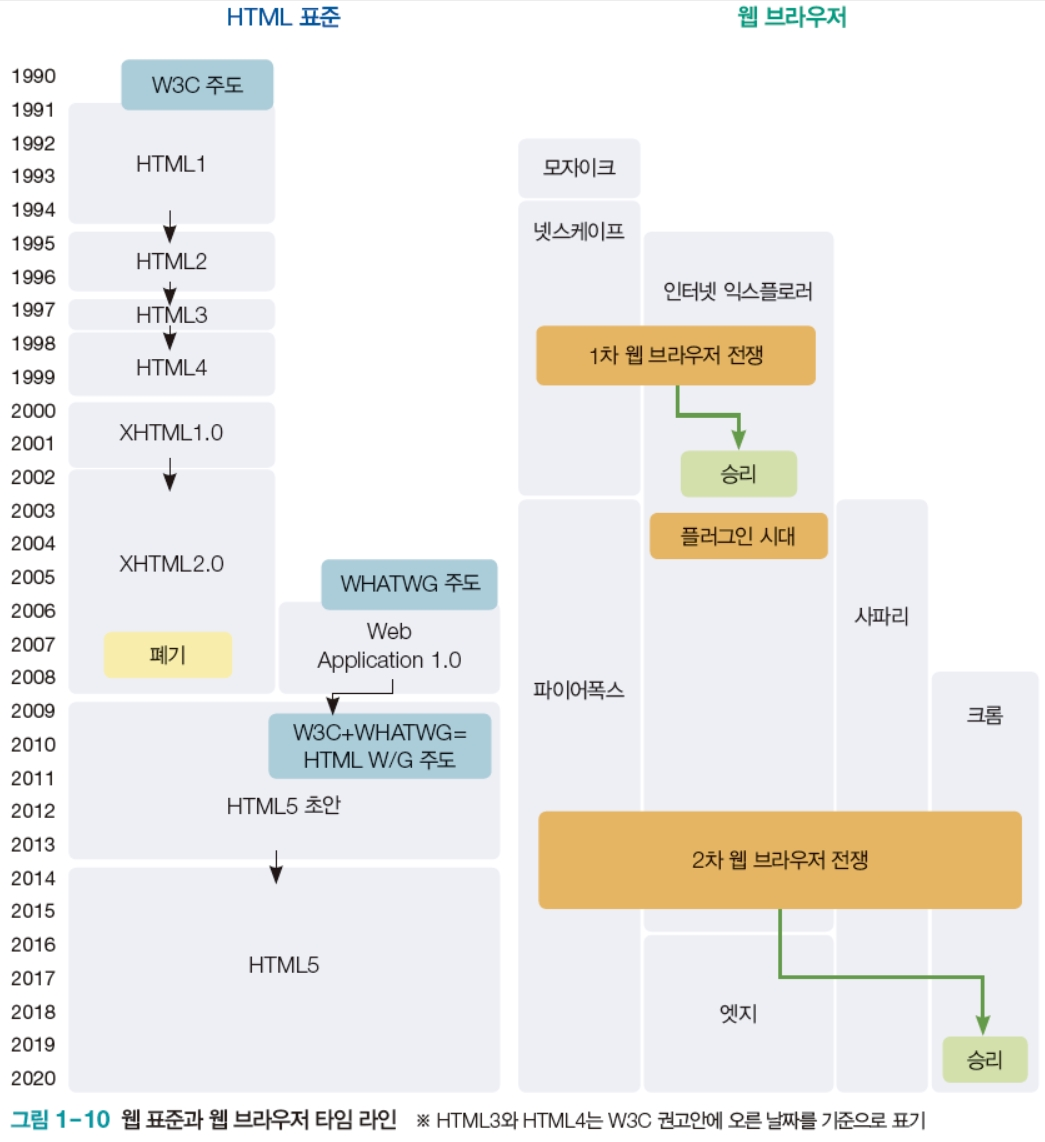 HTML 표준
웹 브라우저
1990
1991
1992
1993
1994
1995
1996
1997
1998
1999
2000
2001
2002
2003
2004
2005
2006
2007
2008
2009
2010
2011
2012
2013
2014
2015
2016
2017
2018
2019
2020
W3C 주도
HTML1
HTML2
HTML3
HTML4
XHTML1.0
XHTML2.0
폐기
WHATWG 주도
Web
Application 1.0
W3C+WHATWG=
HTML W/G 주도
HTML5 초안
HTML5
모자이크
넷스케이프
인터넷 익스플로러
1차 웹 브라우저 전쟁
승리
플러그인 시대
사파리
파이어폭스
크롬
2차 웹 브라우저 전쟁
엣지
승리
그림 1-10 웹 표준과 웹 브라우저 타임 라인 ※ HTML3와 HTML4는 W3C 권고안에 오른 날짜를 기준으로 표기